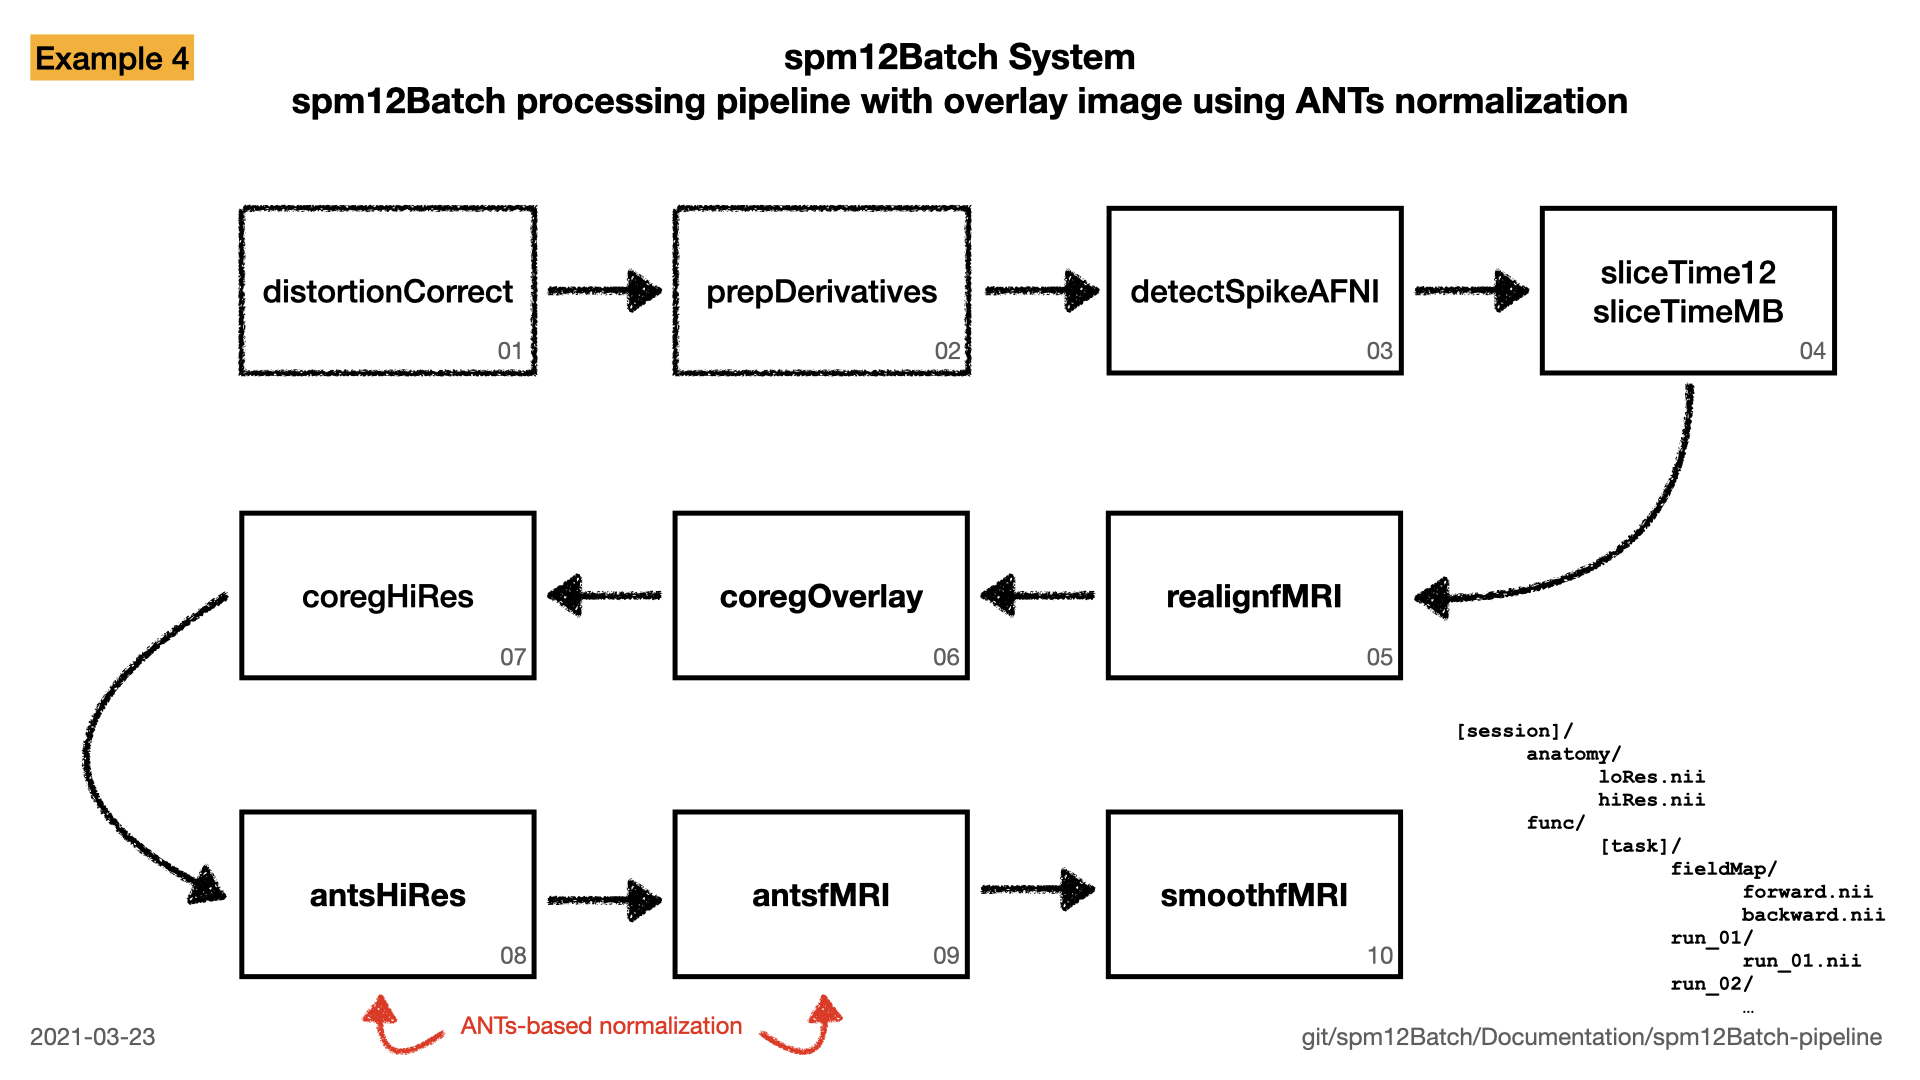 Example 4
spm12Batch System
spm12Batch processing pipeline with overlay image using ANTs normalization
distortionCorrect
01
prepDerivatives
02
detectSpikeAFNI
03
sliceTime12
sliceTimeMB
04
realignfMRI
05
coregOverlay
06
coregHiRes
07
antsHiRes
08
antsfMRI
09
smoothfMRI
10
ANTs-based normalization
[session]/
anatomy/
loRes.nii
hiRes.nii
func/
[task]/
fieldMap/
forward.nii
backward.nii
run_01/
run_01.nii
run_02/
…
2021-03-23
git/spm12Batch/Documentation/spm12Batch-pipeline